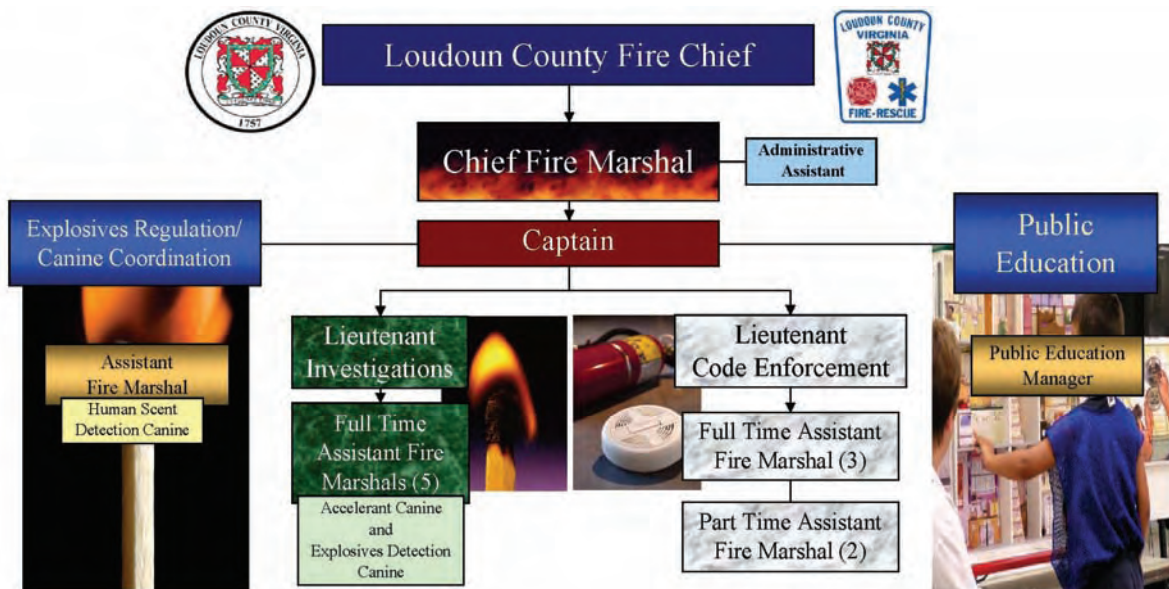 LOUDOUN COUNTY VIRGINIA
1757
Loudoun County Fire Chief
LOUDOUN COUNTY
VIRGINIA
FIRE-RESCUE
Chief Fire Marshal
Administrative
Assistant
Explosives Regulation/
Canine Coordination
Captain
Public
Education
Assistant
Fire Marshal
Human Scent
Detection Canine
Lieutenant
Investigations
Full Time
Assistant Fire
Marshals (5)
Accelerant Canine
and
Explosives Detection
Canine
Lieutenant
Code Enforcement
Full Time Assistant
Fire Marshal (3)
Part Time Assistant
Fire Marshal (2)
Public Education
Manager